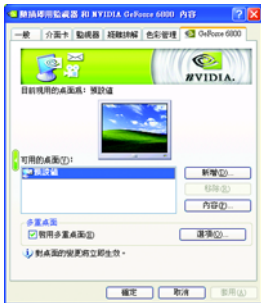 無插即用監視器 和 NVIDIA GeForce 6800 內容
一般 介面卡 監視器 疑難排解 色彩管理 GeForce 6800
NVIDIA.
目前現用的桌面為: 預設值
可用的桌面(V):
預設值
新增(D)...
移除(R)
內容(P)...
多重桌面
啟用多重桌面(E)
選項(O)...
對桌面的變更將立即生效。
確定 取消 套用(A)